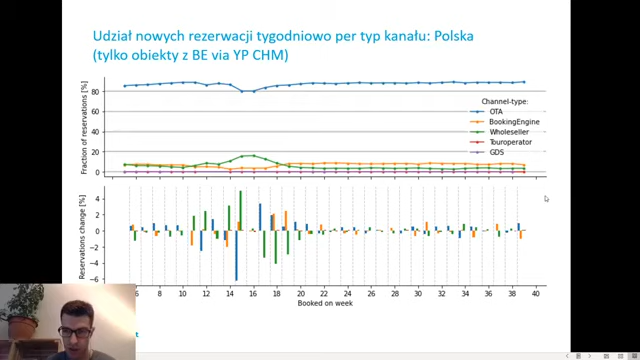 Udział nowych rezerwacji tygodniowo per typ kanału: Polska
(tylko obiekty z BE via YP CHM)
Fraction of reservations [%]
80
60
40
20
0
Channel-type:
OTA
BookingEngine
Wholeseller
Touroperator
GDS
Reservations change [%]
4
2
0
−2
−4
−6
6 8 10 12 14 16 18 20 22 24 26 28 30 32 34 36 38 40
Booked on week